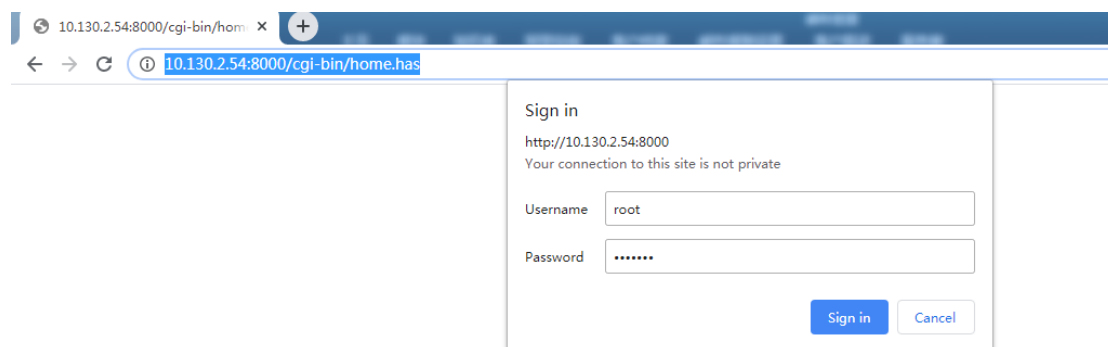 10.130.2.54:8000/cgi-bin/hom
10.130.2.54:8000/cgi-bin/home.has
Sign in
http://10.130.2.54:8000
Your connection to this site is not private
Username root
Password •••••••
Sign in Cancel